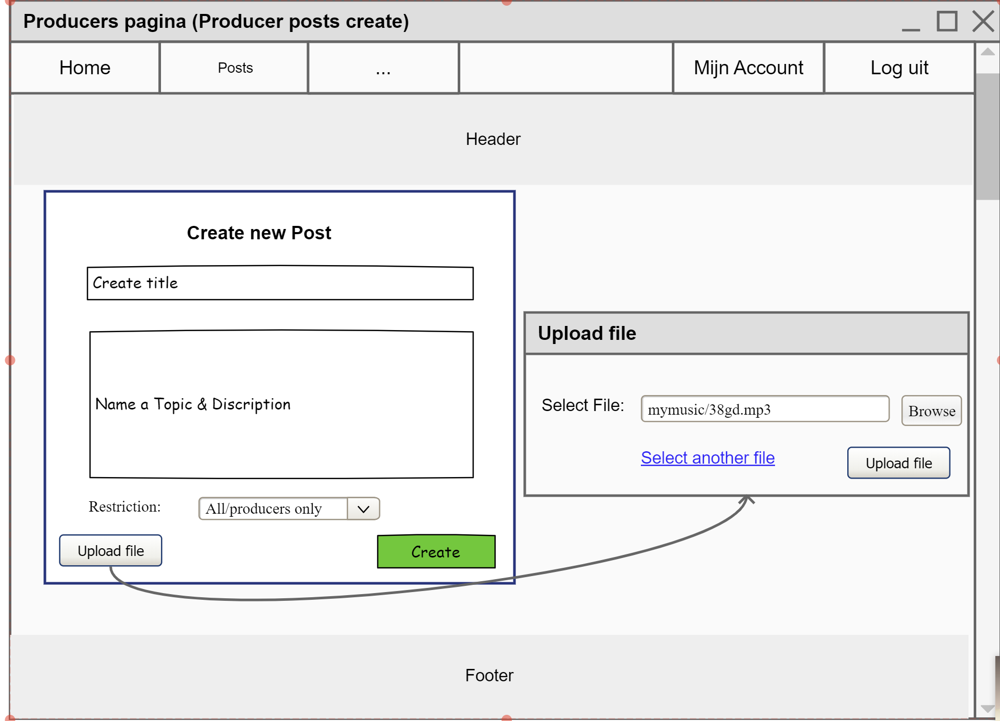 Producers pagina (Producer posts create)
Home
Posts
...
Mijn Account
Log uit
Header
Create new Post
Create title
Name a Topic & Discription
Restriction:
All/producers only
Upload file
Create
Upload file
Select File:
mymusic/38gd.mp3
Browse
Select another file
Upload file
Footer